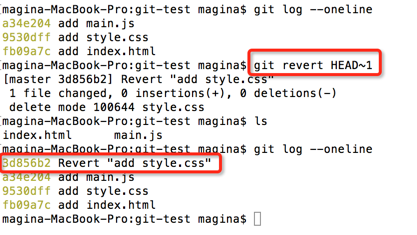 [magina-MacBook-Pro:git-test magina$ git log --oneline
a34e204 add main.js
9530dff add style.css
fb09a7c add index.html
[magina-MacBook-Pro:git-test magina$ git revert HEAD~1
[master 3d856b2] Revert "add style.css"
1 file changed, 0 insertions(+), 0 deletions(-)
delete mode 100644 style.css
[magina-MacBook-Pro:git-test magina$ ls
index.html main.js
[magina-MacBook-Pro:git-test magina$ git log --oneline
3d856b2 Revert "add style.css"
a34e204 add main.js
9530dff add style.css
fb09a7c add index.html
magina-MacBook-Pro:git-test magina$